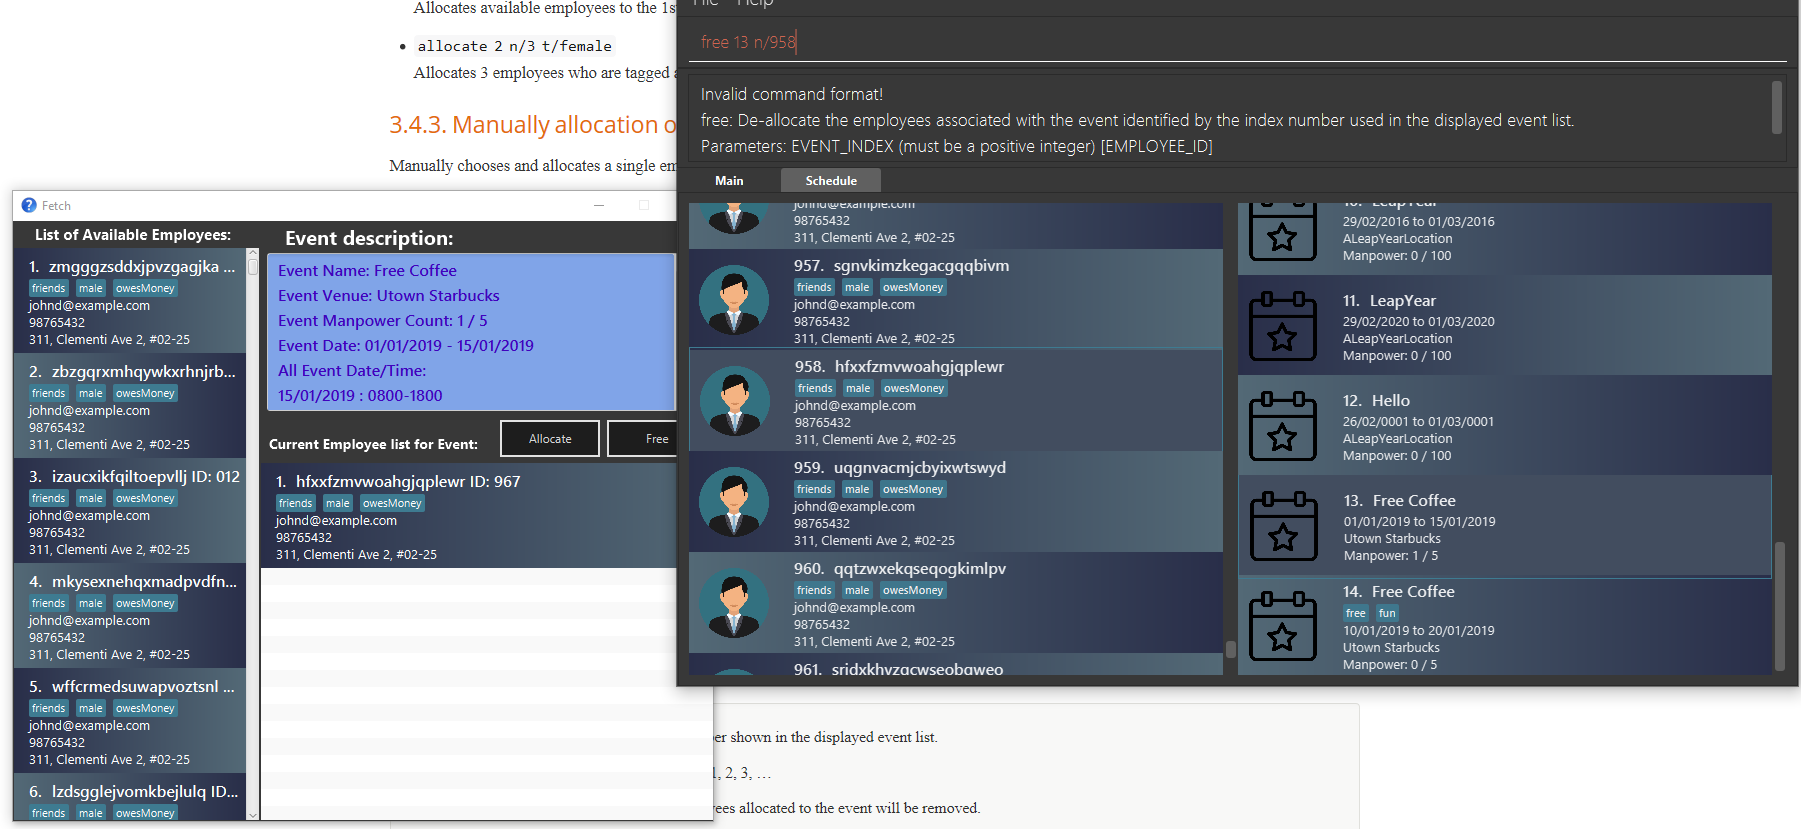 Allocates available employees to the 1s
allocate 2 n/3 t/female
Allocates 3 employees who are tagged
3.4.3. Manually allocation o
Manually chooses and allocates a single em
File Help
free 13 n/958
Invalid command format!
free: De-allocate the employees associated with the event identified by the index number used in the displayed event list.
Parameters: EVENT_INDEX (must be a positive integer) [EMPLOYEE_ID]
Main Schedule
johnd@example.com
98765432
311, Clementi Ave 2, #02-25
957. sgnvkimzkegacgqqbivm
friends male owesMoney
johnd@example.com
98765432
311, Clementi Ave 2, #02-25
958. hfxxfzmvwoahgjqplewr
friends male owesMoney
johnd@example.com
98765432
311, Clementi Ave 2, #02-25
959. uqgnvacmjcbyixwtswyd
friends male owesMoney
johnd@example.com
98765432
311, Clementi Ave 2, #02-25
960. qqtzwxekqseqogkimlpv
friends male owesMoney
johnd@example.com
98765432
311, Clementi Ave 2, #02-25
961. sridxkhvzqcwseobqweo
10. LeapYear
29/02/2016 to 01/03/2016
ALeapYearLocation
Manpower: 0 / 100
11. LeapYear
29/02/2020 to 01/03/2020
ALeapYearLocation
Manpower: 0 / 100
12. Hello
26/02/0001 to 01/03/0001
ALeapYearLocation
Manpower: 0 / 100
13. Free Coffee
01/01/2019 to 15/01/2019
Utown Starbucks
Manpower: 1 / 5
14. Free Coffee
free fun
10/01/2019 to 20/01/2019
Utown Starbucks
Manpower: 0 / 5
Fetch
List of Available Employees:
1. zmgggzsddxjpvzgagjka ...
friends male owesMoney
johnd@example.com
98765432
311, Clementi Ave 2, #02-25
2. zbzgqrxmhqywkxrhnjrb...
friends male owesMoney
johnd@example.com
98765432
311, Clementi Ave 2, #02-25
3. izaucxikfqiltoepvllj ID: 012
friends male owesMoney
johnd@example.com
98765432
311, Clementi Ave 2, #02-25
4. mkysexnehqxmadpvdfn...
friends male owesMoney
johnd@example.com
98765432
311, Clementi Ave 2, #02-25
5. wffcrmedsuwapvoztsnl ...
friends male owesMoney
johnd@example.com
98765432
311, Clementi Ave 2, #02-25
6. lzdsgglejvomkbejlulq ID...
friends male owesMoney
Event description:
Event Name: Free Coffee
Event Venue: Utown Starbucks
Event Manpower Count: 1 / 5
Event Date: 01/01/2019 - 15/01/2019
All Event Date/Time:
15/01/2019 : 0800-1800
Current Employee list for Event: Allocate Free
1. hfxxfzmvwoahgjqplewr ID: 967
friends male owesMoney
johnd@example.com
98765432
311, Clementi Ave 2, #02-25
er shown in the displayed event list.
1, 2, 3, …
ees allocated to the event will be removed.